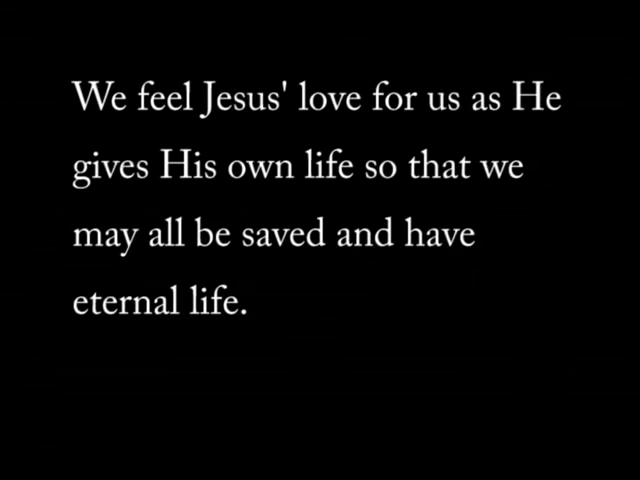 We feel Jesus' love for us as He
gives His own life so that we
may all be saved and have
eternal life.